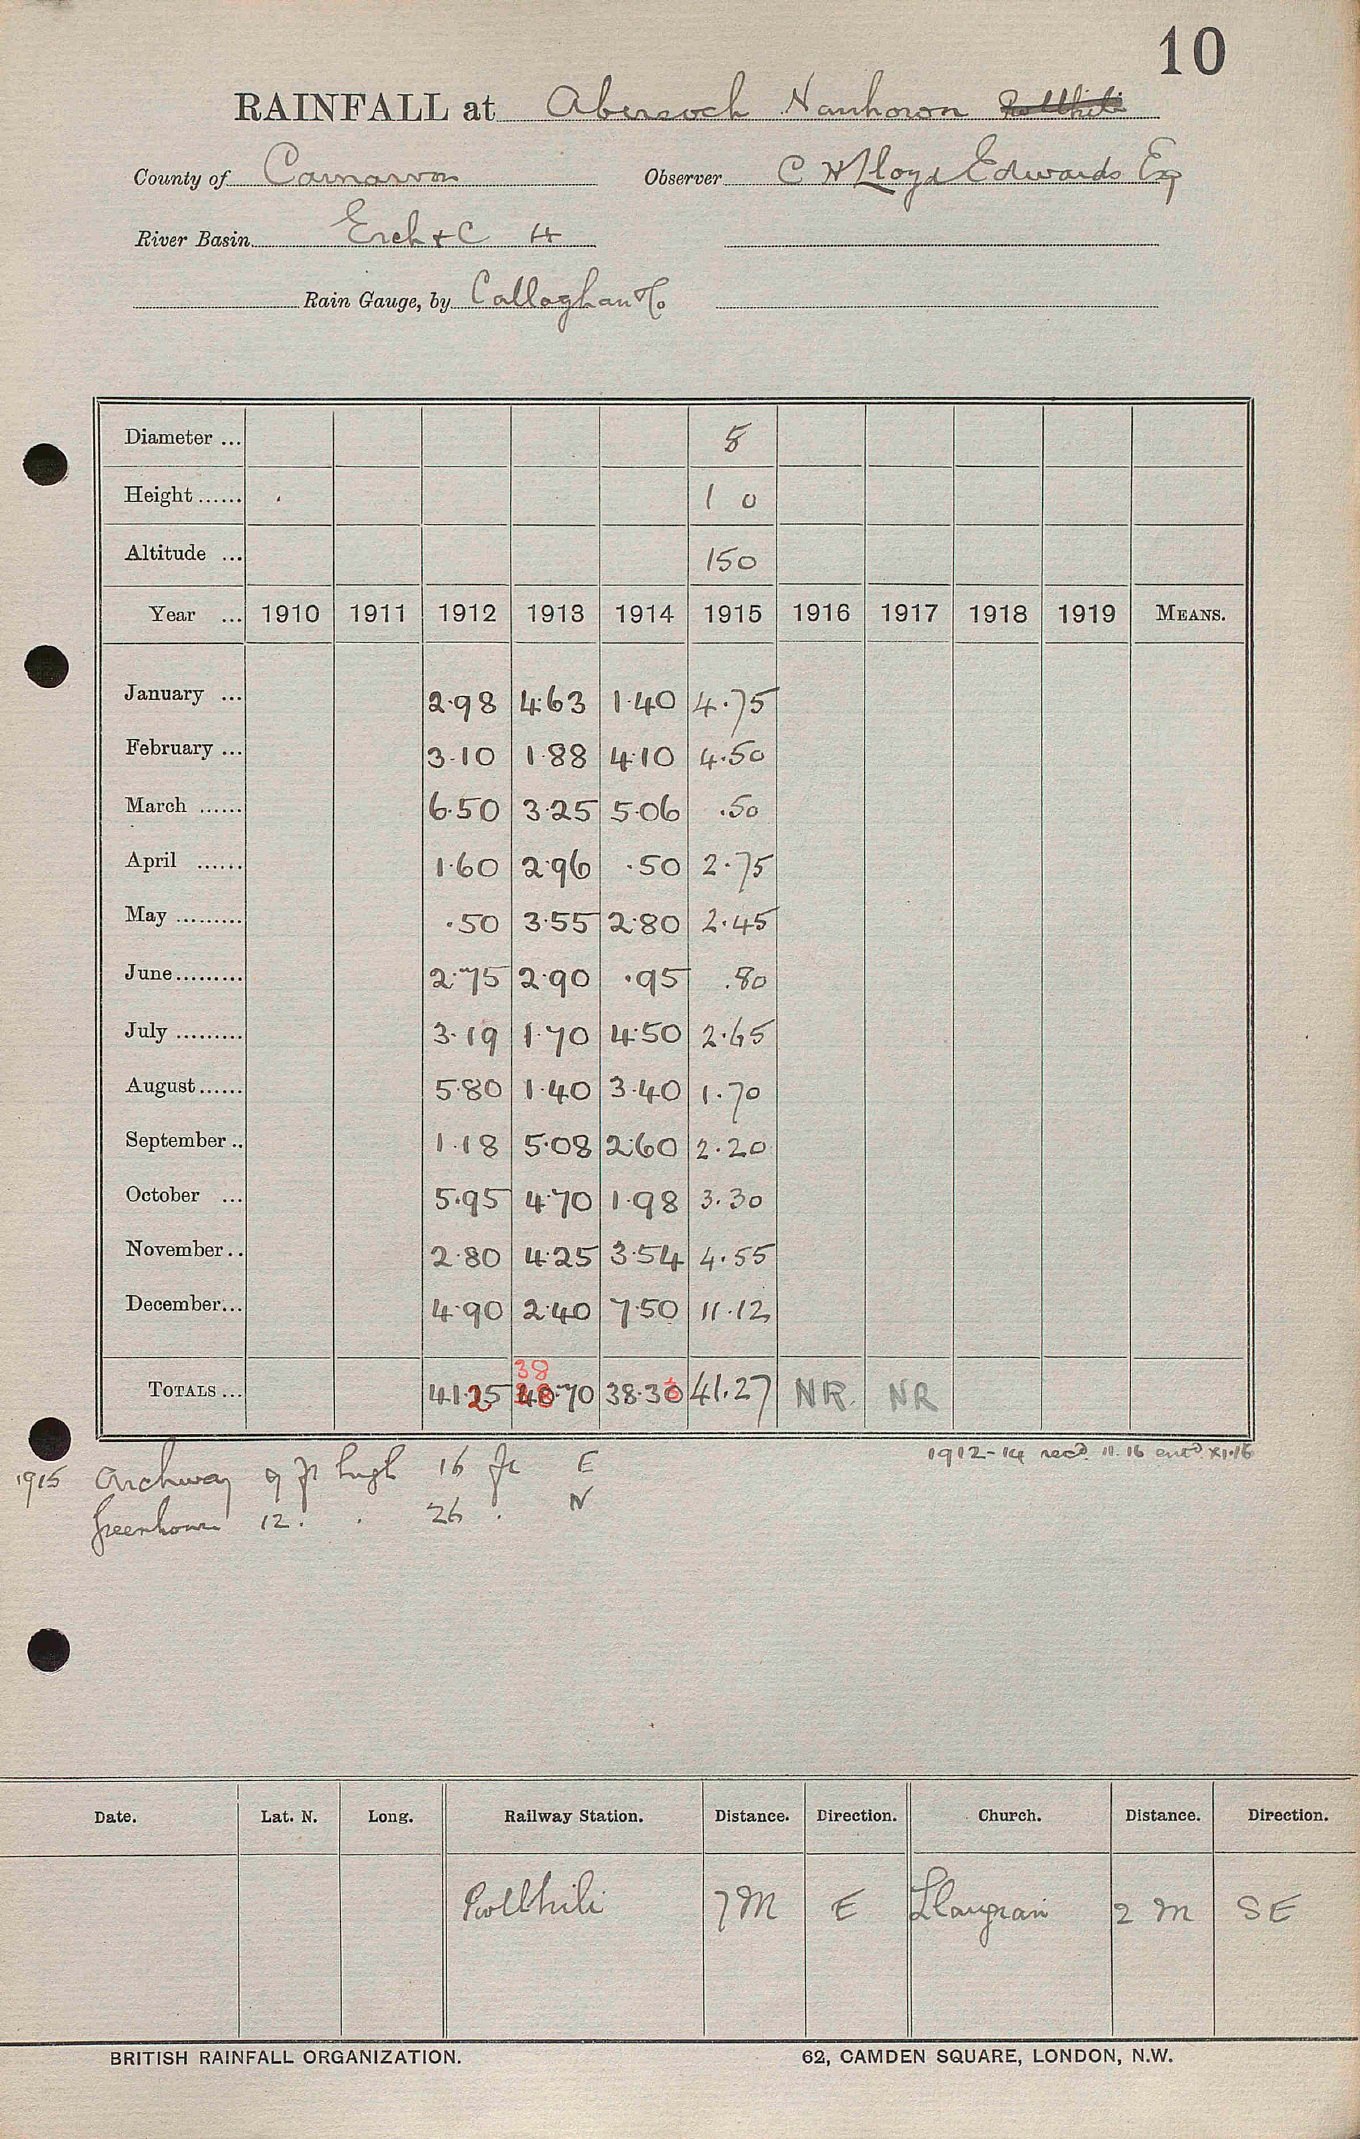 10
RAINFALL at Abersoch Nanhoron Pwllheli
County of Carnarvon Observer C W Lloyd Edwards Esq
River Basin Erch + C 4
Rain Gauge, by Callaghan & Co
Diameter ... 8
Height ...... 1 0
Altitude ... 150
Year ... 1910 1911 1912 1913 1914 1915 1916 1917 1918 1919 MEANS.
January ... 2.98 4.63 1.40 4.75
February ... 3.10 1.88 4.10 4.50
March ...... 6.50 3.25 5.06 .50
April ...... 1.60 2.96 .50 2.75
May ......... .50 3.55 2.80 2.45
June ......... 2.75 2.90 .95 .80
July ......... 3.19 1.70 4.50 2.65
August ...... 5.80 1.40 3.40 1.70
September .. 1.18 5.08 2.60 2.20
October ... 5.95 4.70 1.98 3.30
November .. 2.80 4.25 3.54 4.55
December ... 4.90 2.40 7.50 11.12
38
TOTALS ... 41.25 38.70 38.33 41.27 NR. NR
1912-14 recd. 11.16 entd XI.16
1915 Archway 9 ft high 16 ft E
Greenhouse 12. . 26 . N
Date. Lat. N. Long. Railway Station. Distance. Direction. Church. Distance. Direction.
Pwllheli 7 M E Llangian 2 M SE
BRITISH RAINFALL ORGANIZATION. 62, CAMDEN SQUARE, LONDON, N.W.